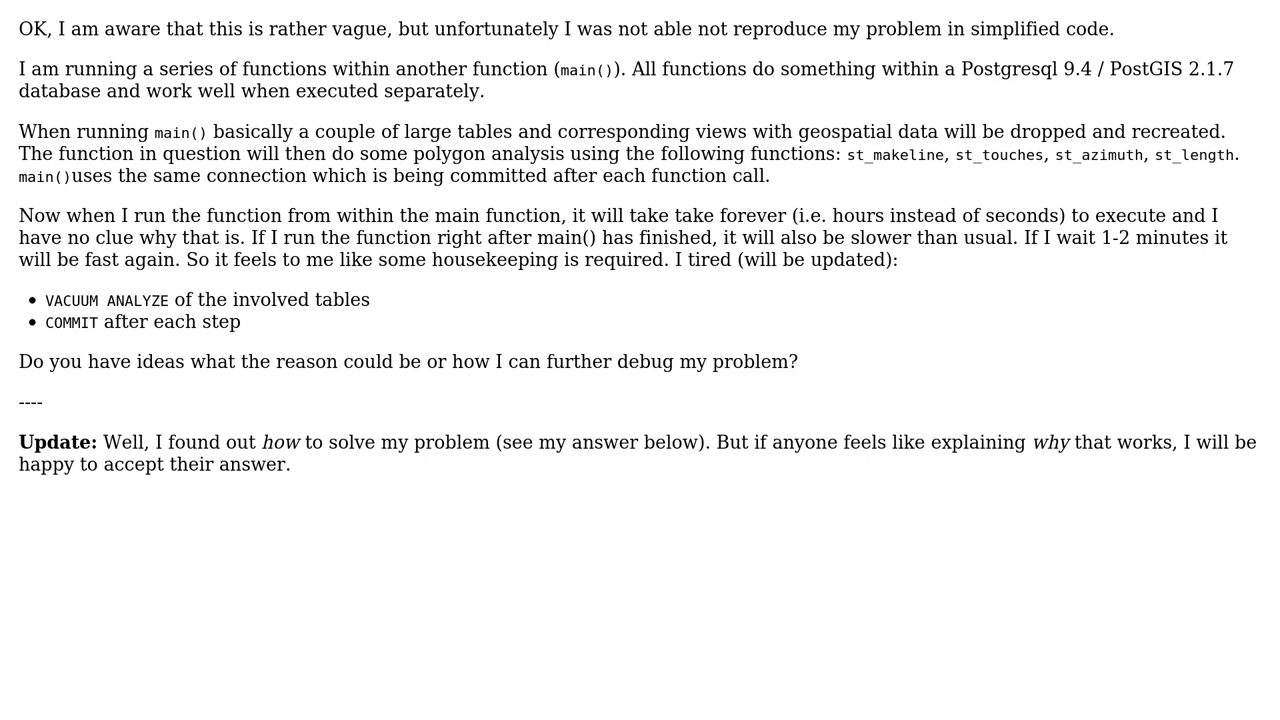 OK, I am aware that this is rather vague, but unfortunately I was not able not reproduce my problem in simplified code.
I am running a series of functions within another function (main()). All functions do something within a Postgresql 9.4 / PostGIS 2.1.7
database and work well when executed separately.
When running main() basically a couple of large tables and corresponding views with geospatial data will be dropped and recreated.
The function in question will then do some polygon analysis using the following functions: st_makeline, st_touches, st_azimuth, st_length.
main()uses the same connection which is being committed after each function call.
Now when I run the function from within the main function, it will take take forever (i.e. hours instead of seconds) to execute and I
have no clue why that is. If I run the function right after main() has finished, it will also be slower than usual. If I wait 1-2 minutes it
will be fast again. So it feels to me like some housekeeping is required. I tired (will be updated):
• VACUUM ANALYZE of the involved tables
• COMMIT after each step
Do you have ideas what the reason could be or how I can further debug my problem?
----
Update: Well, I found out how to solve my problem (see my answer below). But if anyone feels like explaining why that works, I will be
happy to accept their answer.